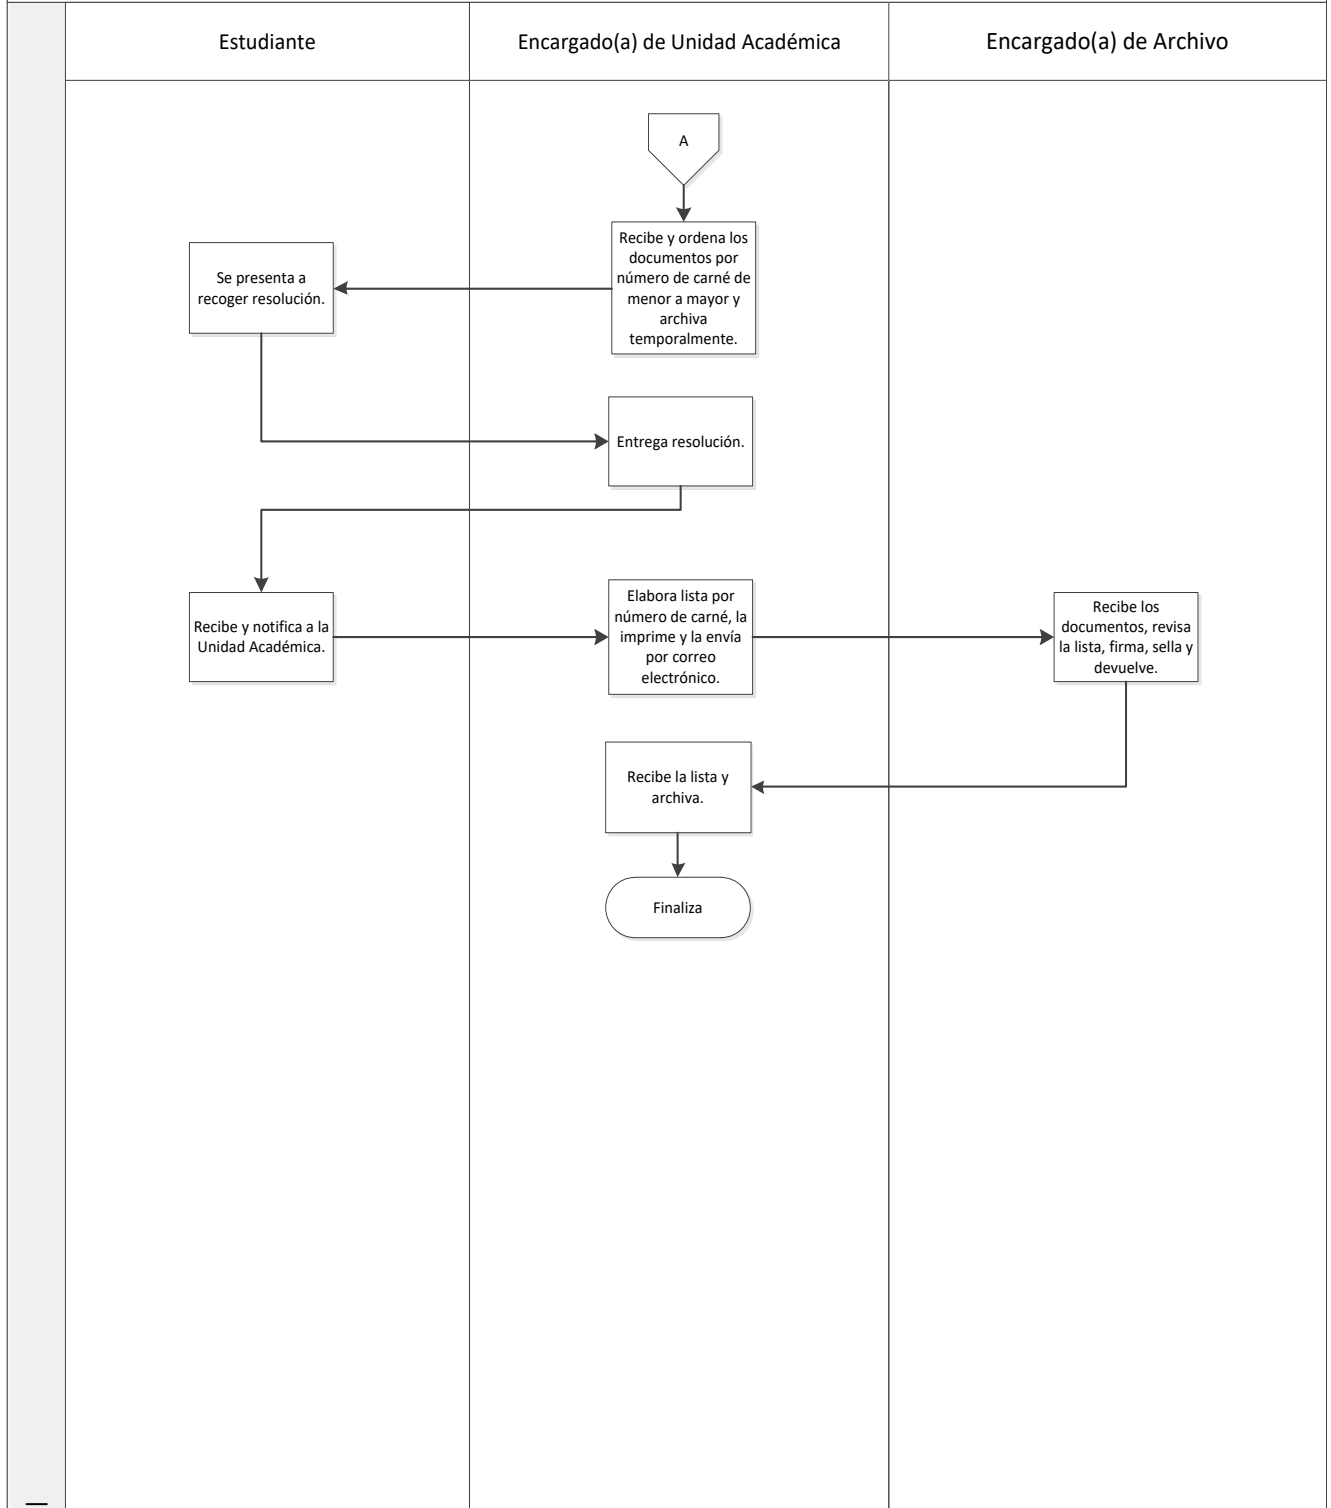 Estudiante
Encargado(a) de Unidad Académica
Encargado(a) de Archivo
A
Recibe y ordena los
documentos por
número de carné de
menor a mayor y
archiva
temporalmente.
Se presenta a
recoger resolución.
Entrega resolución.
Recibe y notifica a la
Unidad Académica.
Elabora lista por
número de carné, la
imprime y la envía
por correo
electrónico.
Recibe los
documentos, revisa
la lista, firma, sella y
devuelve.
Recibe la lista y
archiva.
Finaliza